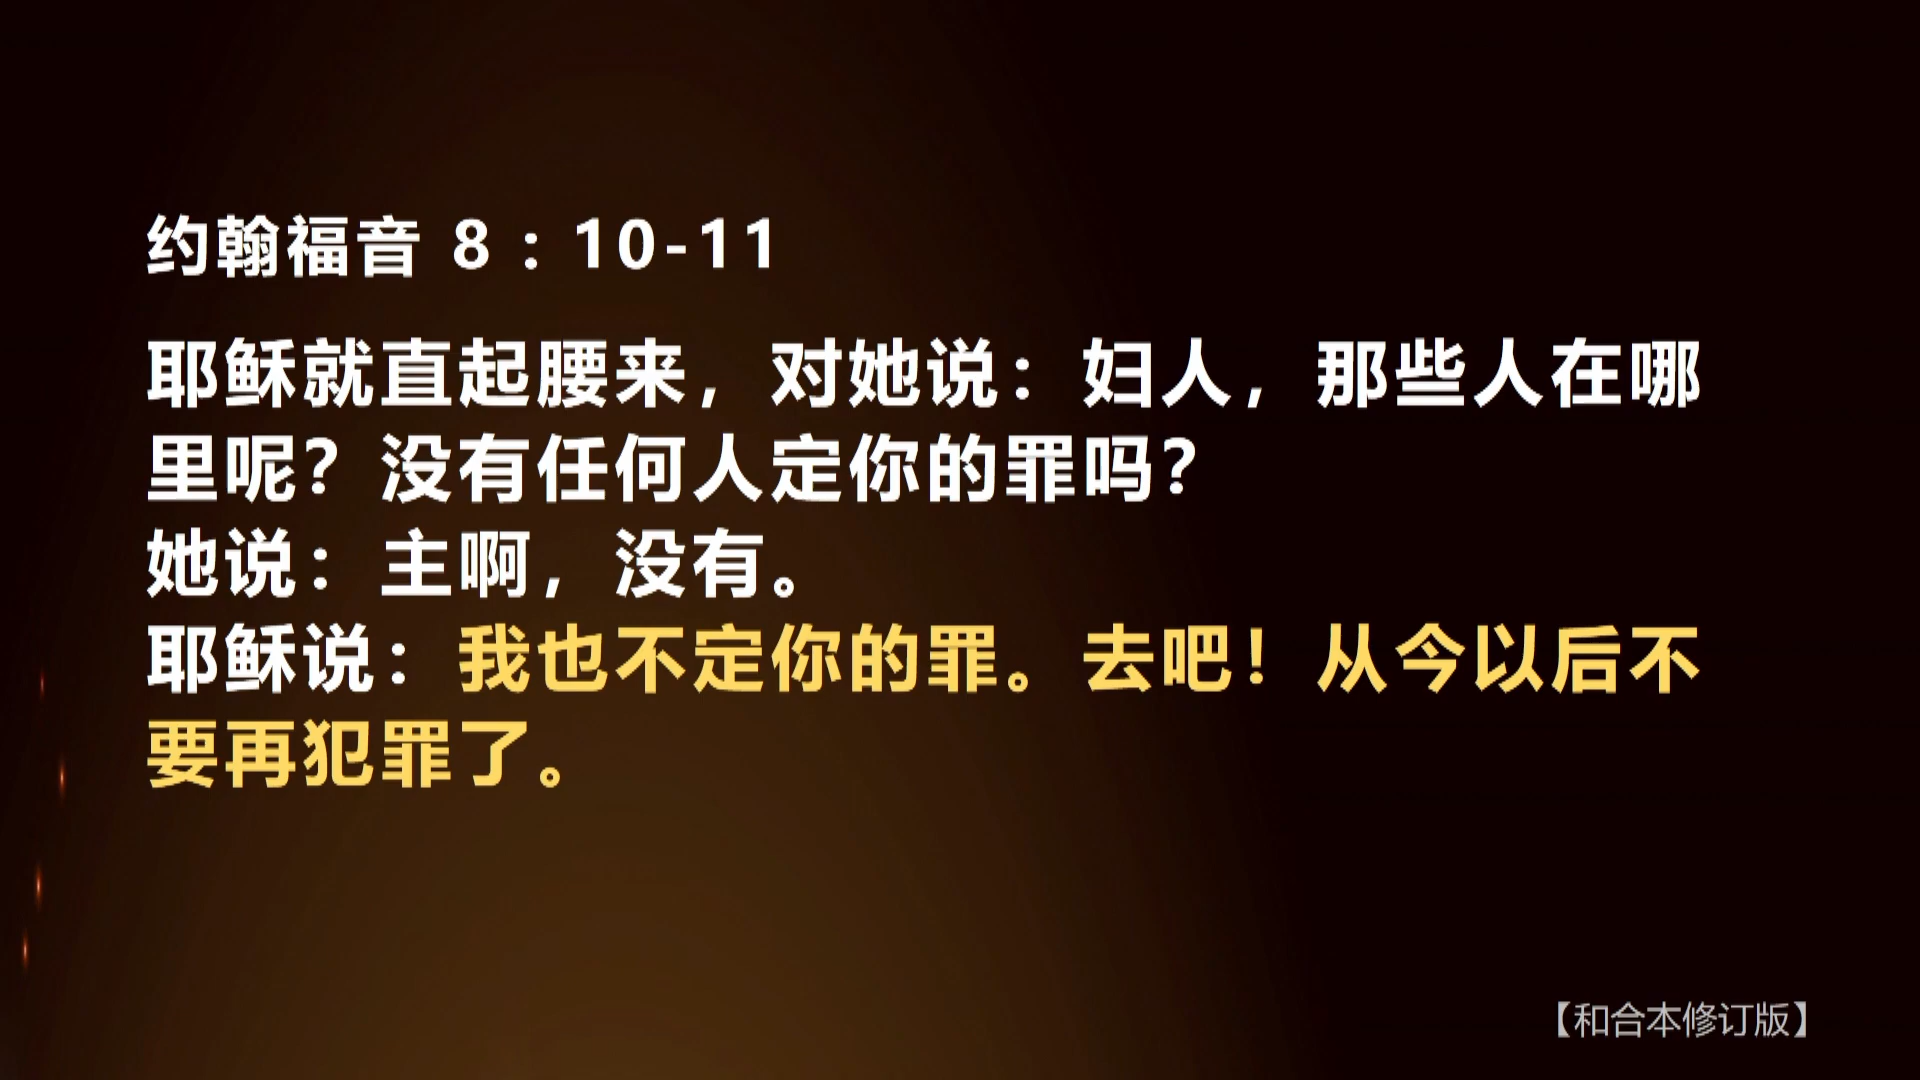 约翰福音 8：10-11
耶稣就直起腰来，对她说：妇人，那些人在哪
里呢？没有任何人定你的罪吗？
她说：主啊，没有。
耶稣说：我也不定你的罪。去吧！从今以后不
要再犯罪了。
【和合本修订版】